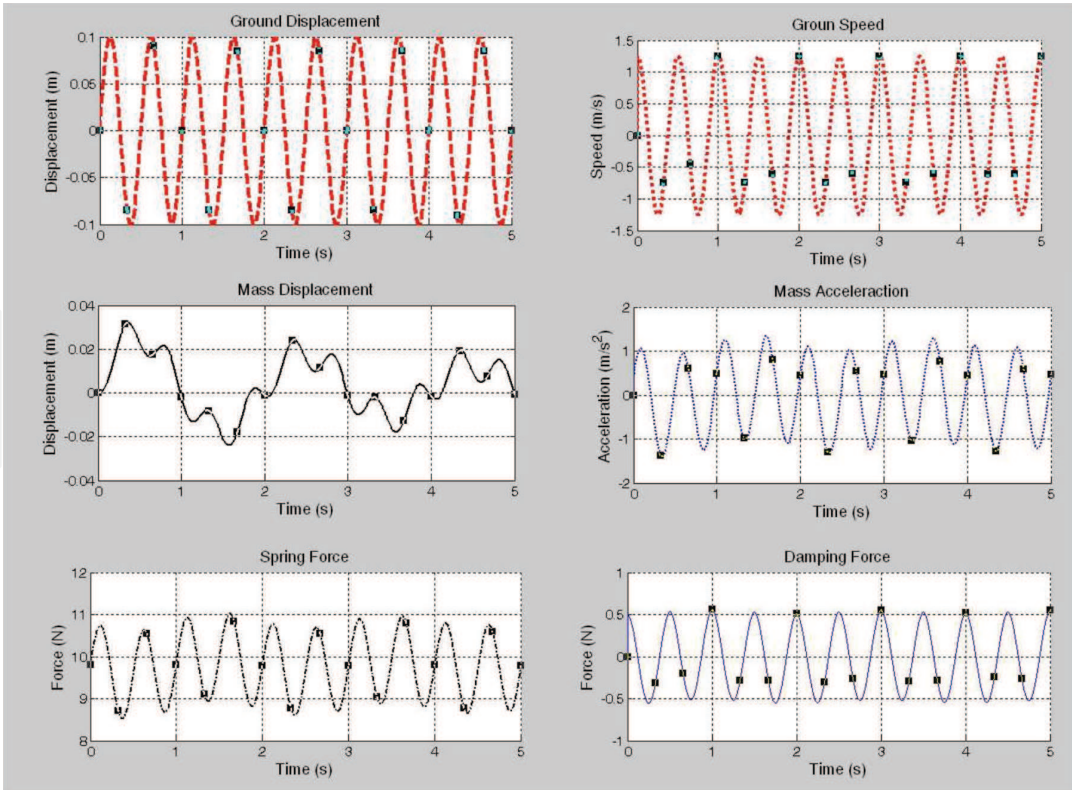 Ground Displacement
0.1
0.05
0
-0.05
-0.1
Displacement (m)
0 1 2 3 4 5
Time (s)
Groun Speed
1.5
1
0.5
0
-0.5
-1
-1.5
Speed (m/s)
0 1 2 3 4 5
Time (s)
Mass Displacement
0.04
0.02
0
-0.02
-0.04
Displacement (m)
0 1 2 3 4 5
Time (s)
Mass Acceleraction
2
1
0
-1
-2
Acceleration (m/s²)
0 1 2 3 4 5
Time (s)
Spring Force
12
11
10
9
8
Force (N)
0 1 2 3 4 5
Time (s)
Damping Force
1
0.5
0
-0.5
-1
Force (N)
0 1 2 3 4 5
Time (s)